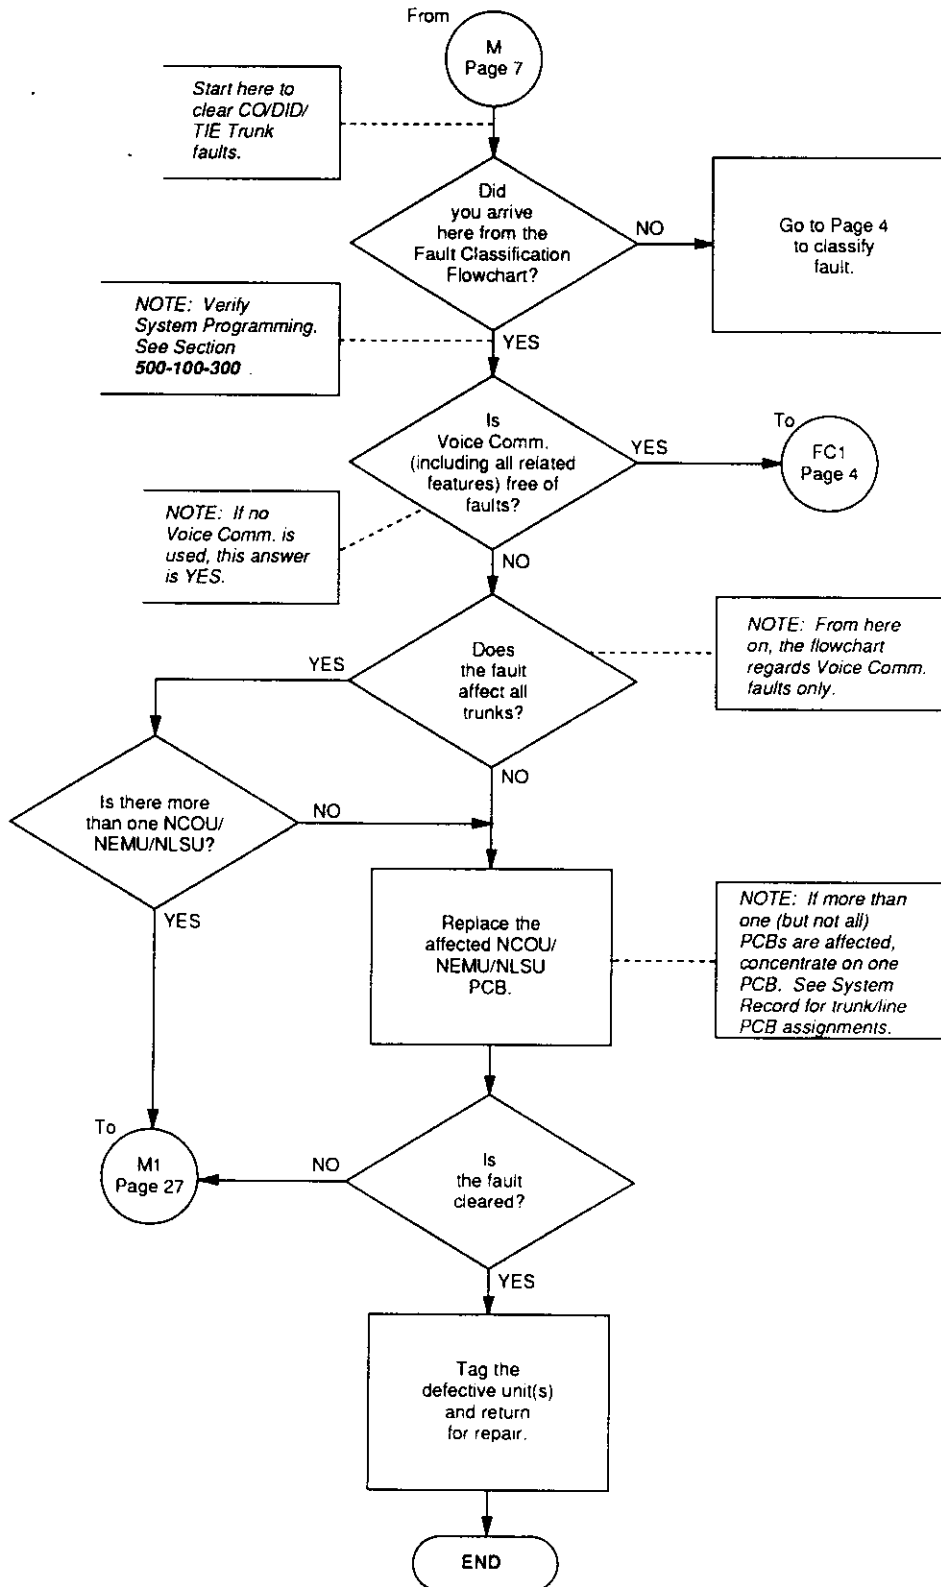 From
M
Page 7
Start here to
clear CO/DID/
TIE Trunk
faults.
Did
you arrive
here from the
Fault Classification
Flowchart?
NO
Go to Page 4
to classify
fault.
NOTE: Verify
System Programming.
See Section
500-100-300 .
YES
Is
Voice Comm.
(including all related
features) free of
faults?
YES
To
FC1
Page 4
NOTE: If no
Voice Comm. is
used, this answer
is YES.
NO
Does
the fault
affect all
trunks?
YES
NOTE: From here
on, the flowchart
regards Voice Comm.
faults only.
NO
Is there more
than one NCOU/
NEMU/NLSU?
NO
YES
Replace the
affected NCOU/
NEMU/NLSU
PCB.
NOTE: If more than
one (but not all)
PCBs are affected,
concentrate on one
PCB. See System
Record for trunk/line
PCB assignments.
To
M1
Page 27
NO
Is
the fault
cleared?
YES
Tag the
defective unit(s)
and return
for repair.
END